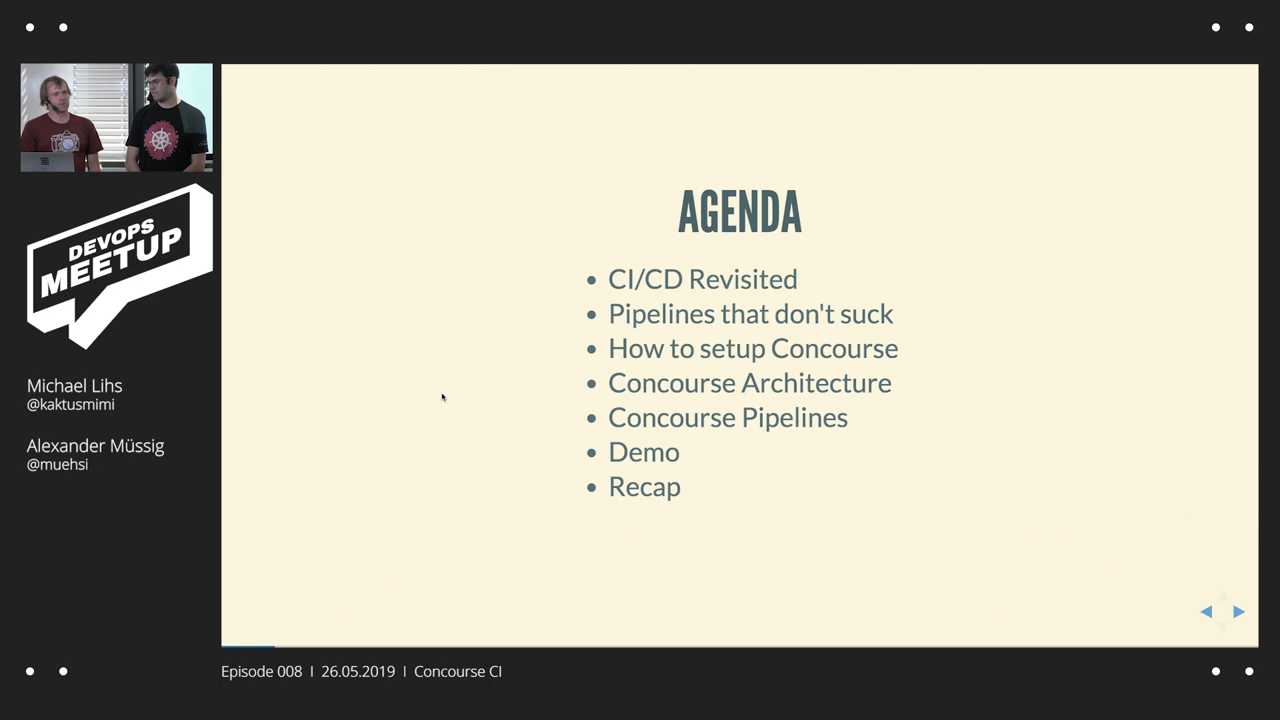 DEVOPS
MEETUP
Michael Lihs
@kaktusmimi
Alexander Müssig
@muehsi
AGENDA
CI/CD Revisited
Pipelines that don't suck
How to setup Concourse
Concourse Architecture
Concourse Pipelines
Demo
Recap
Episode 008 | 26.05.2019 | Concourse CI